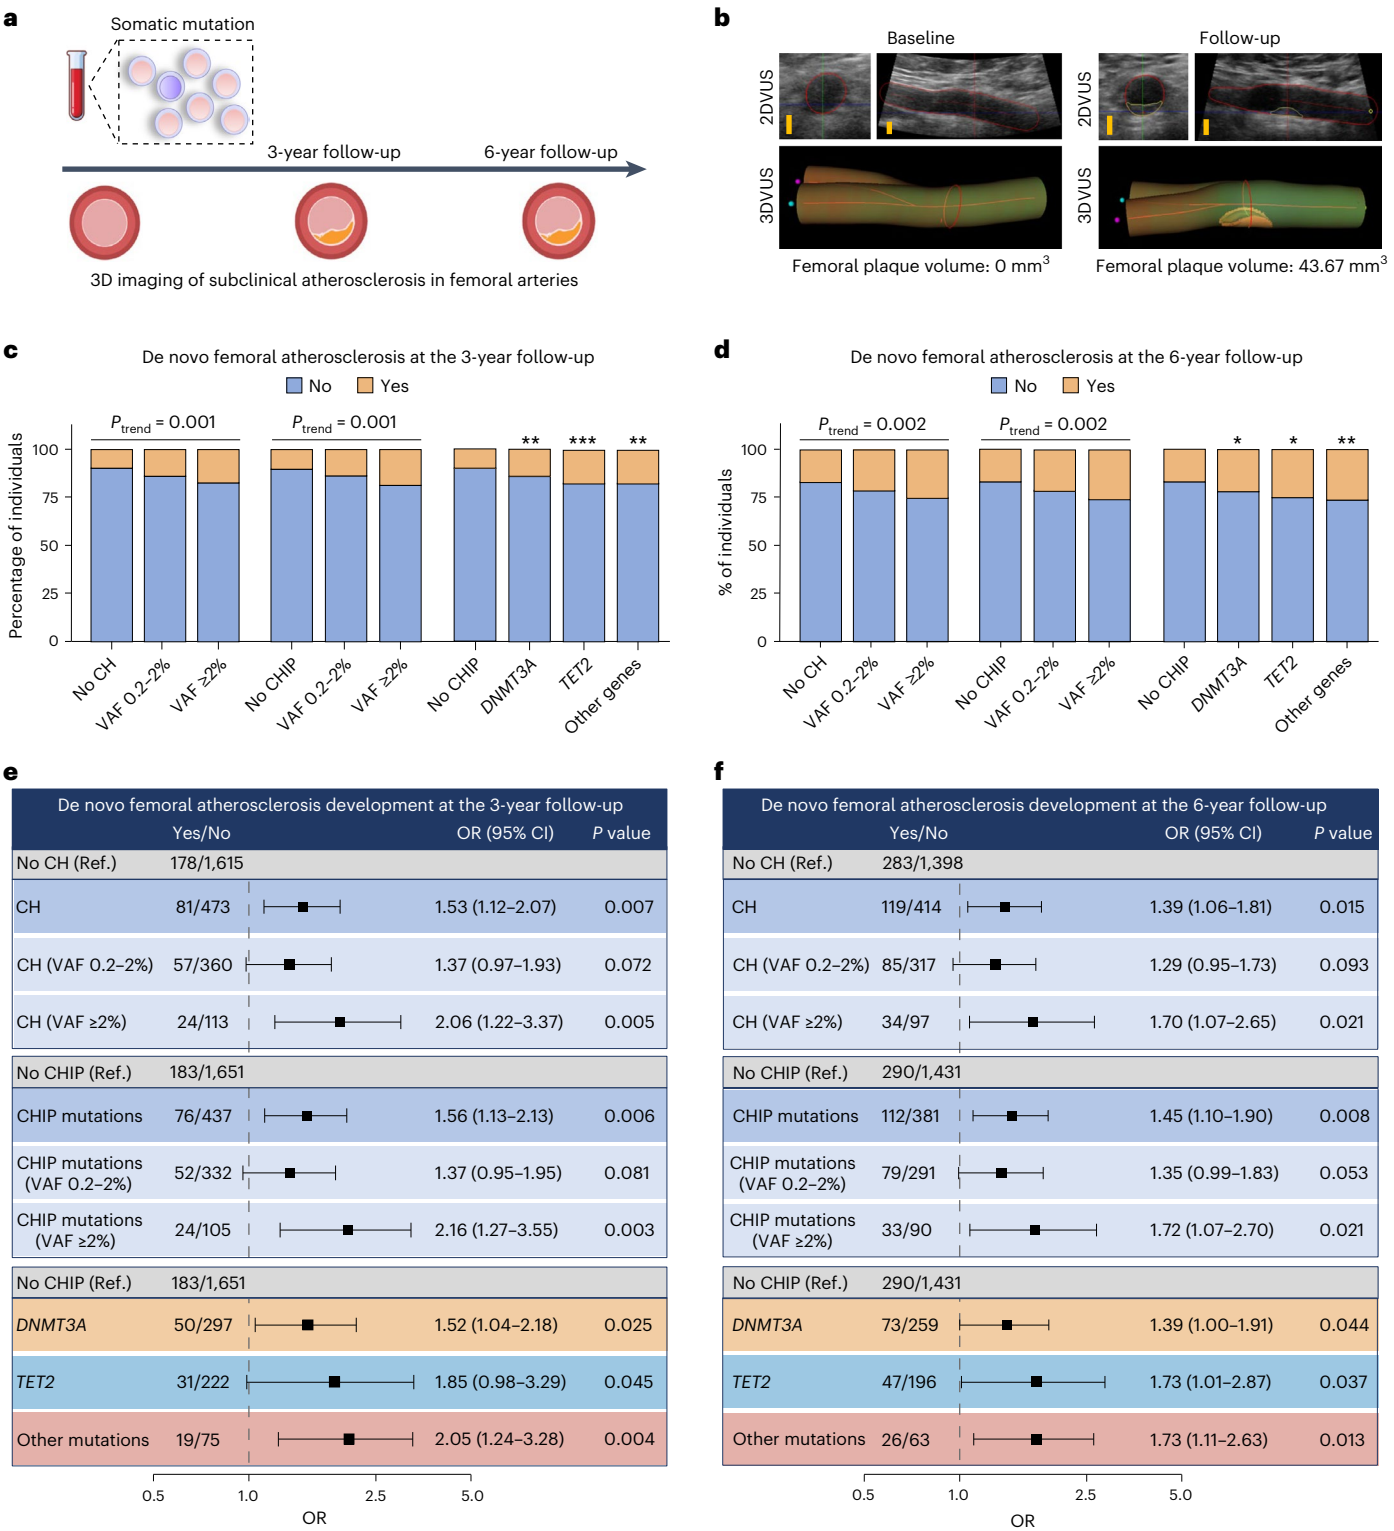 a
Somatic mutation
3-year follow-up
6-year follow-up
3D imaging of subclinical atherosclerosis in femoral arteries
b
Baseline
Follow-up
2DVUS
2DVUS
3DVUS
3DVUS
Femoral plaque volume: 0 mm³
Femoral plaque volume: 43.67 mm³
c
De novo femoral atherosclerosis at the 3-year follow-up
No Yes
Ptrend = 0.001
Ptrend = 0.001
** *** **
Percentage of individuals
100
75
50
25
0
No CH
VAF 0.2–2%
VAF ≥2%
No CHIP
VAF 0.2–2%
VAF ≥2%
No CHIP
DNMT3A
TET2
Other genes
d
De novo femoral atherosclerosis at the 6-year follow-up
No Yes
Ptrend = 0.002
Ptrend = 0.002
* * **
% of individuals
100
75
50
25
0
No CH
VAF 0.2–2%
VAF ≥2%
No CHIP
VAF 0.2–2%
VAF ≥2%
No CHIP
DNMT3A
TET2
Other genes
e
De novo femoral atherosclerosis development at the 3-year follow-up
Yes/No OR (95% CI) P value
No CH (Ref.) 178/1,615
CH 81/473 1.53 (1.12–2.07) 0.007
CH (VAF 0.2–2%) 57/360 1.37 (0.97–1.93) 0.072
CH (VAF ≥2%) 24/113 2.06 (1.22–3.37) 0.005
No CHIP (Ref.) 183/1,651
CHIP mutations 76/437 1.56 (1.13–2.13) 0.006
CHIP mutations
(VAF 0.2–2%) 52/332 1.37 (0.95–1.95) 0.081
CHIP mutations
(VAF ≥2%) 24/105 2.16 (1.27–3.55) 0.003
No CHIP (Ref.) 183/1,651
DNMT3A 50/297 1.52 (1.04–2.18) 0.025
TET2 31/222 1.85 (0.98–3.29) 0.045
Other mutations 19/75 2.05 (1.24–3.28) 0.004
0.5 1.0 2.5 5.0
OR
f
De novo femoral atherosclerosis development at the 6-year follow-up
Yes/No OR (95% CI) P value
No CH (Ref.) 283/1,398
CH 119/414 1.39 (1.06–1.81) 0.015
CH (VAF 0.2–2%) 85/317 1.29 (0.95–1.73) 0.093
CH (VAF ≥2%) 34/97 1.70 (1.07–2.65) 0.021
No CHIP (Ref.) 290/1,431
CHIP mutations 112/381 1.45 (1.10–1.90) 0.008
CHIP mutations
(VAF 0.2–2%) 79/291 1.35 (0.99–1.83) 0.053
CHIP mutations
(VAF ≥2%) 33/90 1.72 (1.07–2.70) 0.021
No CHIP (Ref.) 290/1,431
DNMT3A 73/259 1.39 (1.00–1.91) 0.044
TET2 47/196 1.73 (1.01–2.87) 0.037
Other mutations 26/63 1.73 (1.11–2.63) 0.013
0.5 1.0 2.5 5.0
OR